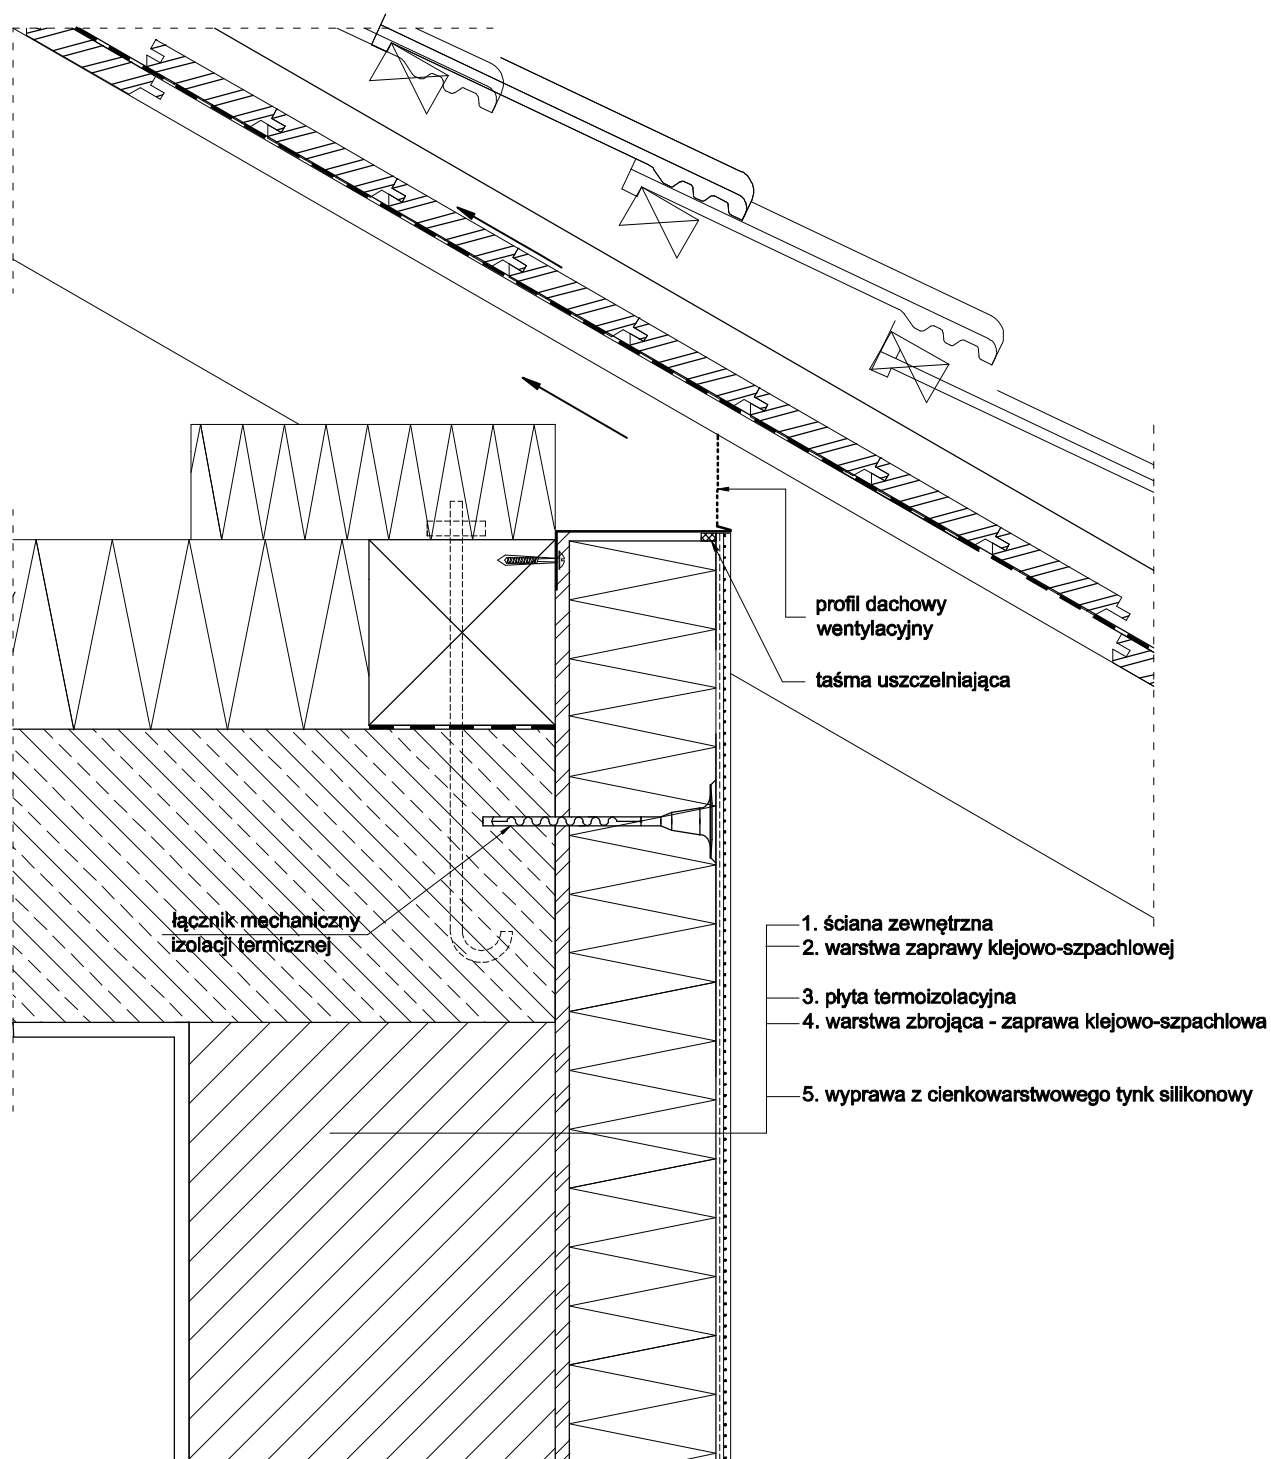 profil dachowy
wentylacyjny
taśma uszczelniająca
łącznik mechaniczny
izolacji termicznej
1. ściana zewnętrzna
2. warstwa zaprawy klejowo-szpachlowej
3. płyta termoizolacyjna
4. warstwa zbrojąca - zaprawa klejowo-szpachlowa
5. wyprawa z cienkowarstwowego tynk silikonowy